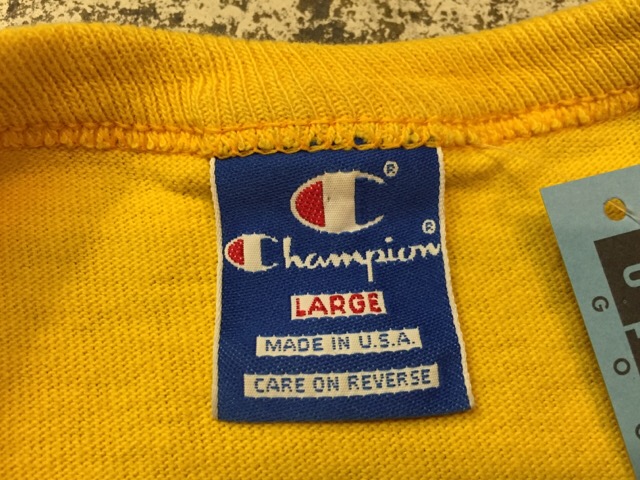 C®
Champion®
LARGE
MADE IN U.S.A.
CARE ON REVERSE
G
O